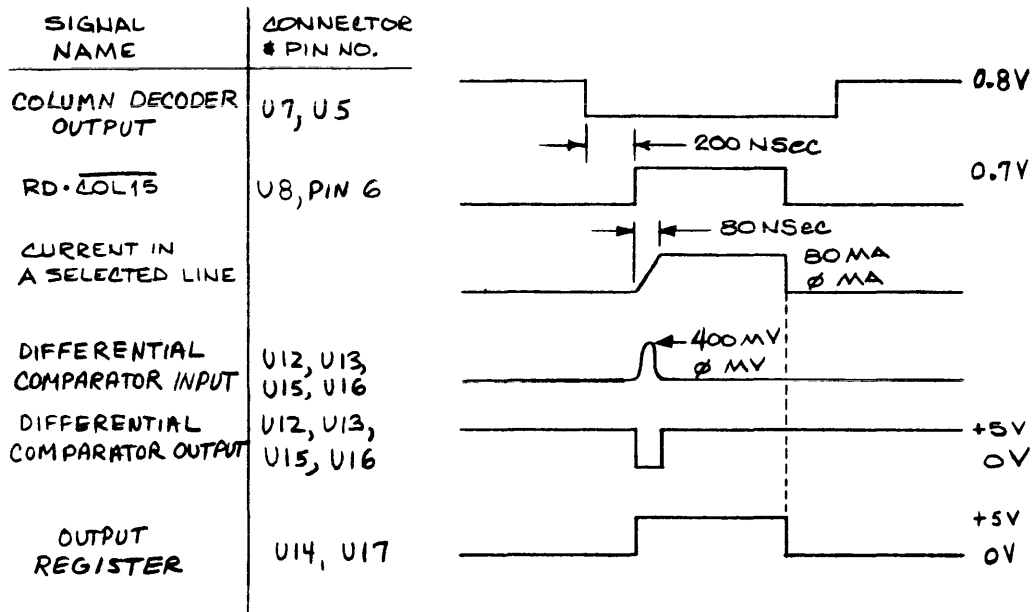 SIGNAL
NAME
CONNECTOR
& PIN NO.
COLUMN DECODER
OUTPUT
U7, U5
0.8V
200 NSec
RD·C̅O̅L̅1̅5̅
U8, PIN 6
0.7V
80 NSec
CURRENT IN
A SELECTED LINE
80 MA
Ø MA
DIFFERENTIAL
COMPARATOR INPUT
U12, U13,
U15, U16
400 MV
Ø MV
DIFFERENTIAL
COMPARATOR OUTPUT
U12, U13,
U15, U16
+5V
0V
OUTPUT
REGISTER
U14, U17
+5V
0V